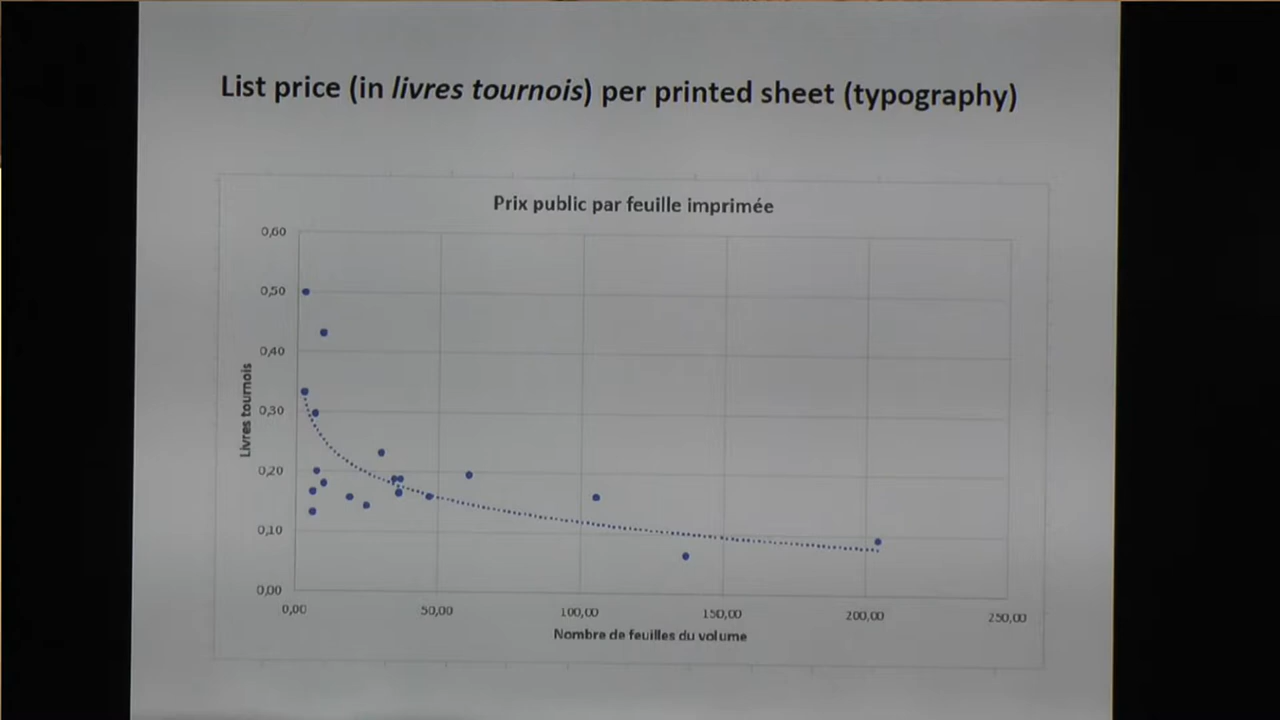 List price (in livres tournois) per printed sheet (typography)
Prix public par feuille imprimée
0,60
0,50
0,40
0,30
0,20
0,10
0,00
Livres tournois
0,00 50,00 100,00 150,00 200,00 250,00
Nombre de feuilles du volume